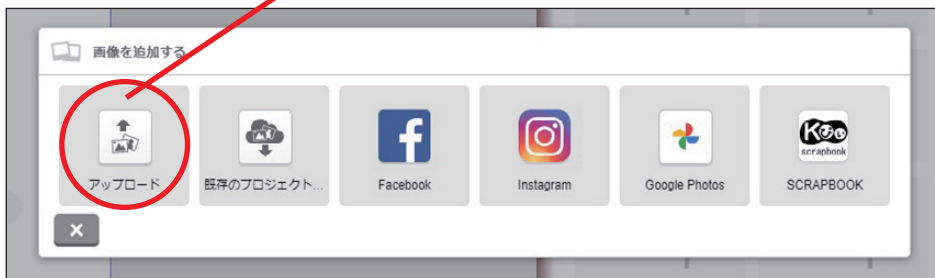 画像を追加する
アップロード
既存のプロジェクト...
Facebook
Instagram
Google Photos
Koo
scrapbook
SCRAPBOOK